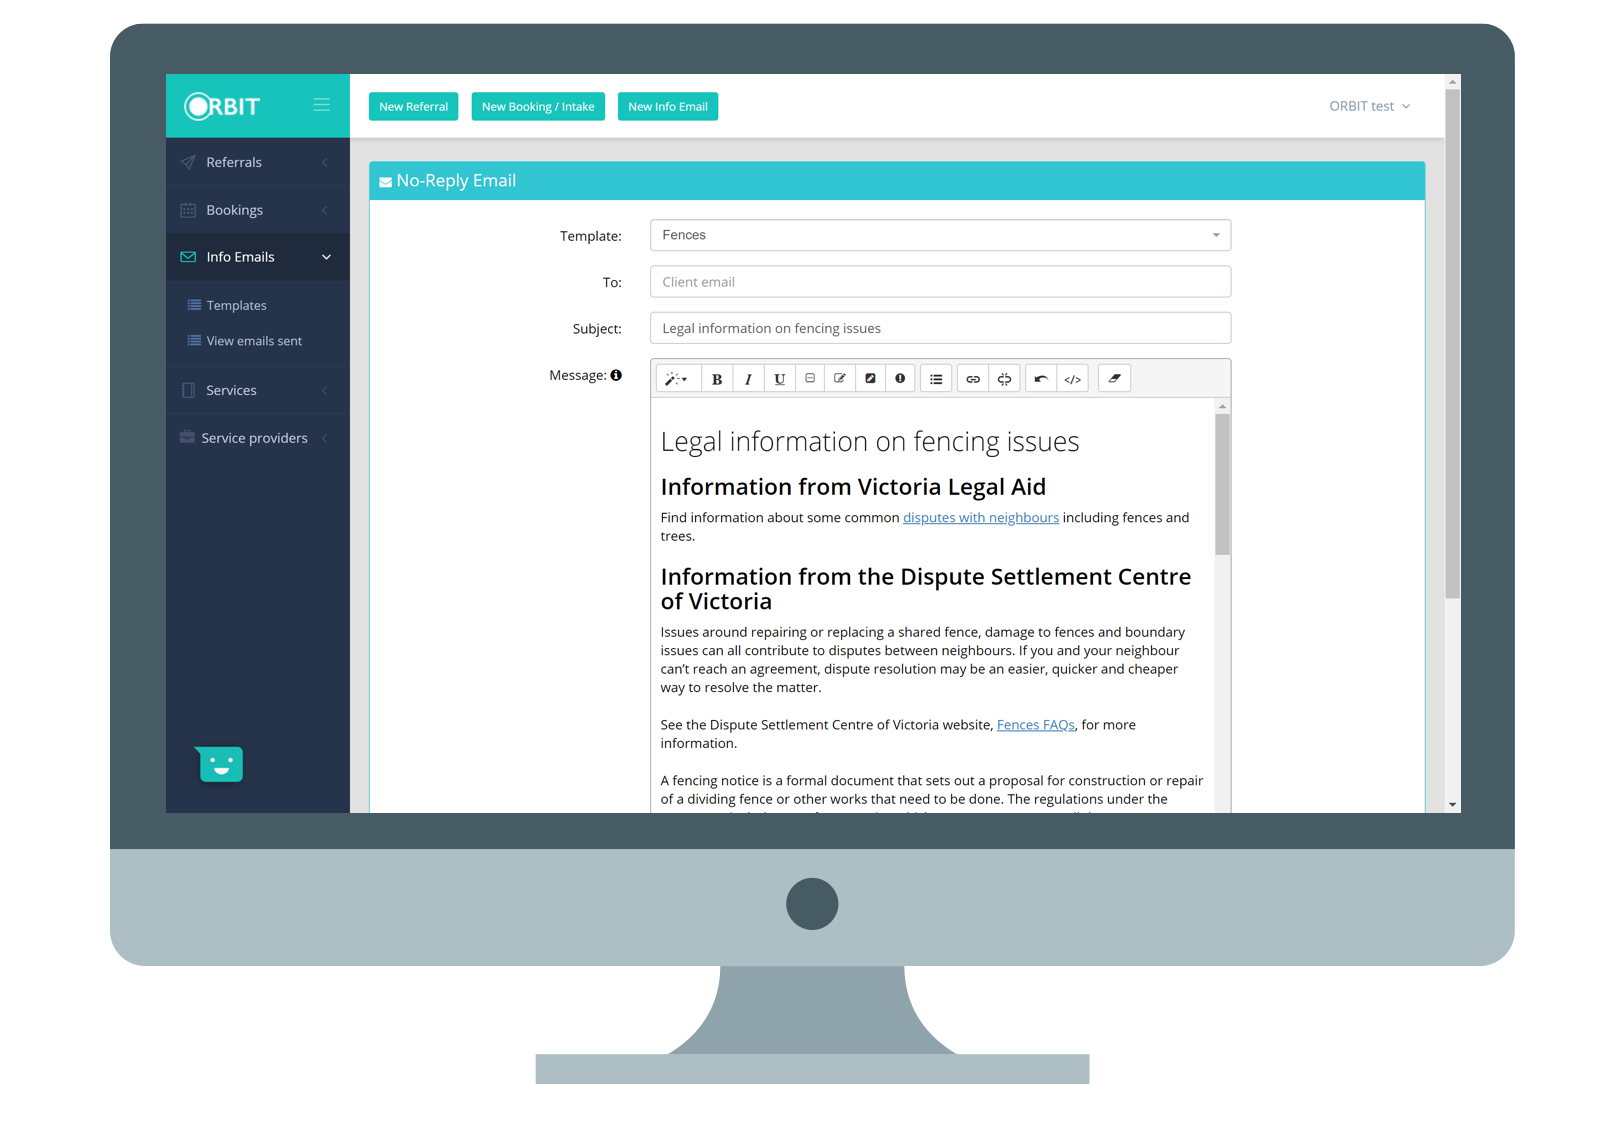 ORBIT
New Referral
New Booking / Intake
New Info Email
ORBIT test
Referrals
Bookings
Info Emails
Templates
View emails sent
Services
Service providers
No-Reply Email
Template:
Fences
To:
Client email
Subject:
Legal information on fencing issues
Message:
B
I
U
</>
Legal information on fencing issues
Information from Victoria Legal Aid
Find information about some common disputes with neighbours including fences and
trees.
Information from the Dispute Settlement Centre
of Victoria
Issues around repairing or replacing a shared fence, damage to fences and boundary
issues can all contribute to disputes between neighbours. If you and your neighbour
can't reach an agreement, dispute resolution may be an easier, quicker and cheaper
way to resolve the matter.
See the Dispute Settlement Centre of Victoria website, Fences FAQs, for more
information.
A fencing notice is a formal document that sets out a proposal for construction or repair
of a dividing fence or other works that need to be done. The regulations under the